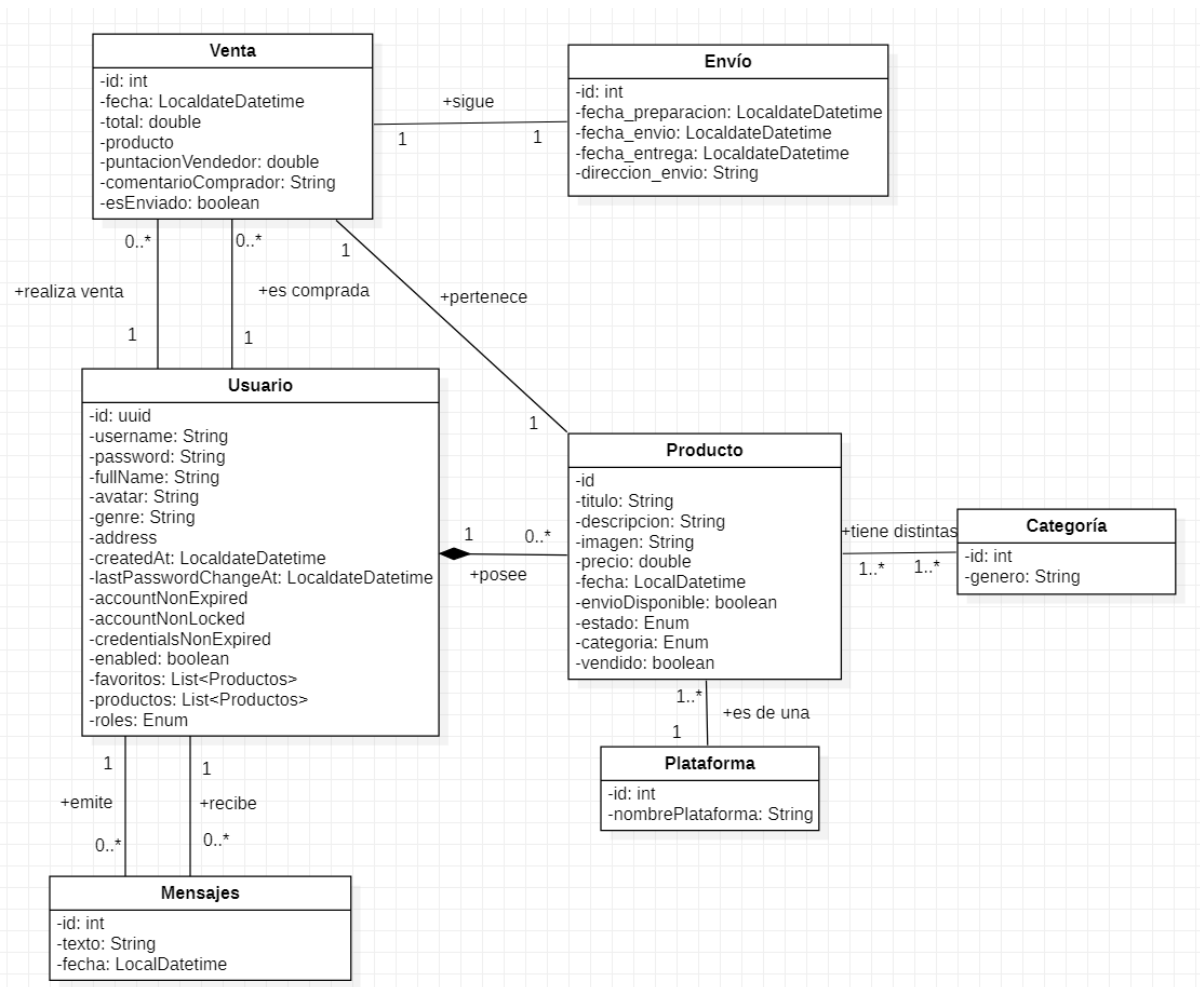 Venta
-id: int
-fecha: LocaldateDatetime
-total: double
-producto
-puntacionVendedor: double
-comentarioComprador: String
-esEnviado: boolean
+sigue
1
1
Envío
-id: int
-fecha_preparacion: LocaldateDatetime
-fecha_envio: LocaldateDatetime
-fecha_entrega: LocaldateDatetime
-direccion_envio: String
0..*
0..*
1
+realiza venta
+es comprada
+pertenece
1
1
1
Usuario
-id: uuid
-username: String
-password: String
-fullName: String
-avatar: String
-genre: String
-address
-createdAt: LocaldateDatetime
-lastPasswordChangeAt: LocaldateDatetime
-accountNonExpired
-accountNonLocked
-credentialsNonExpired
-enabled: boolean
-favoritos: List<Productos>
-productos: List<Productos>
-roles: Enum
1
0..*
+posee
Producto
-id
-titulo: String
-descripcion: String
-imagen: String
-precio: double
-fecha: LocalDatetime
-envioDisponible: boolean
-estado: Enum
-categoria: Enum
-vendido: boolean
+tiene distintas
1..*
1..*
Categoría
-id: int
-genero: String
1..*
+es de una
1
Plataforma
-id: int
-nombrePlataforma: String
1
1
+emite
+recibe
0..*
0..*
Mensajes
-id: int
-texto: String
-fecha: LocalDatetime